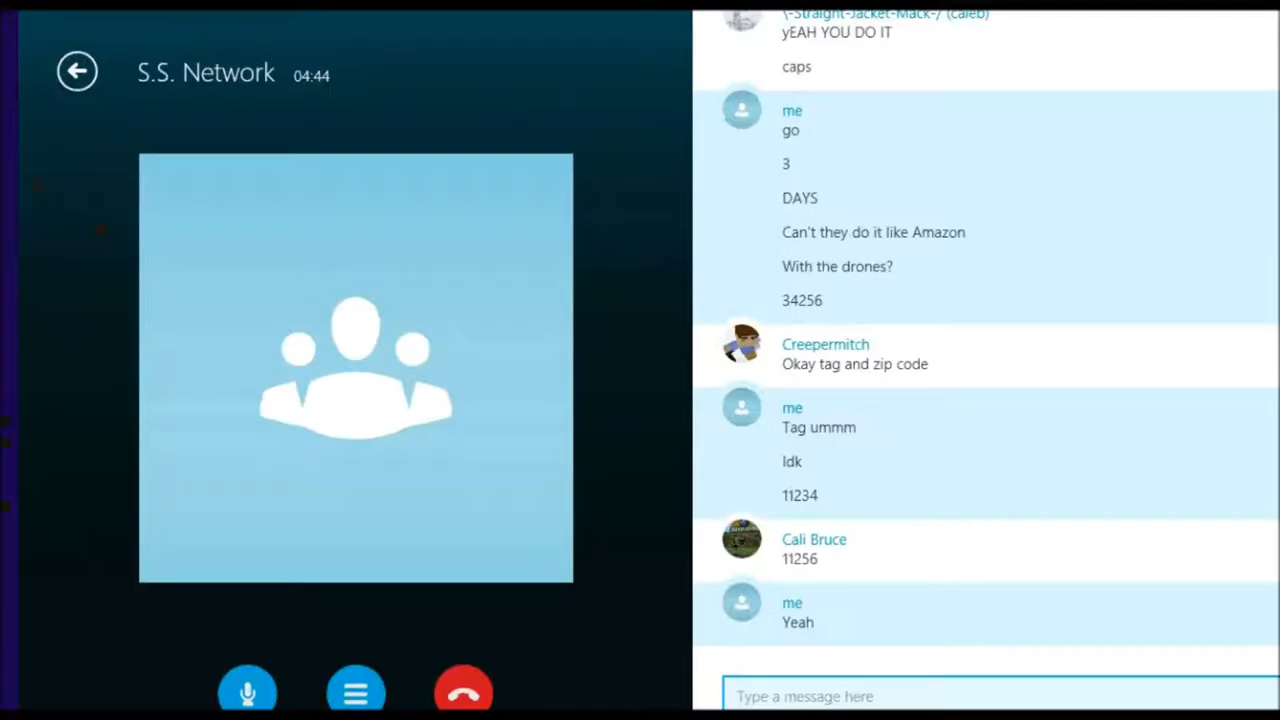 S.S. Network 04:44
\-Straight-Jacket-Mack-/ (caleb)
yEAH YOU DO IT
caps
me
go
3
DAYS
Can't they do it like Amazon
With the drones?
34256
Creepermitch
Okay tag and zip code
me
Tag ummm
Idk
11234
Cali Bruce
11256
me
Yeah
Type a message here